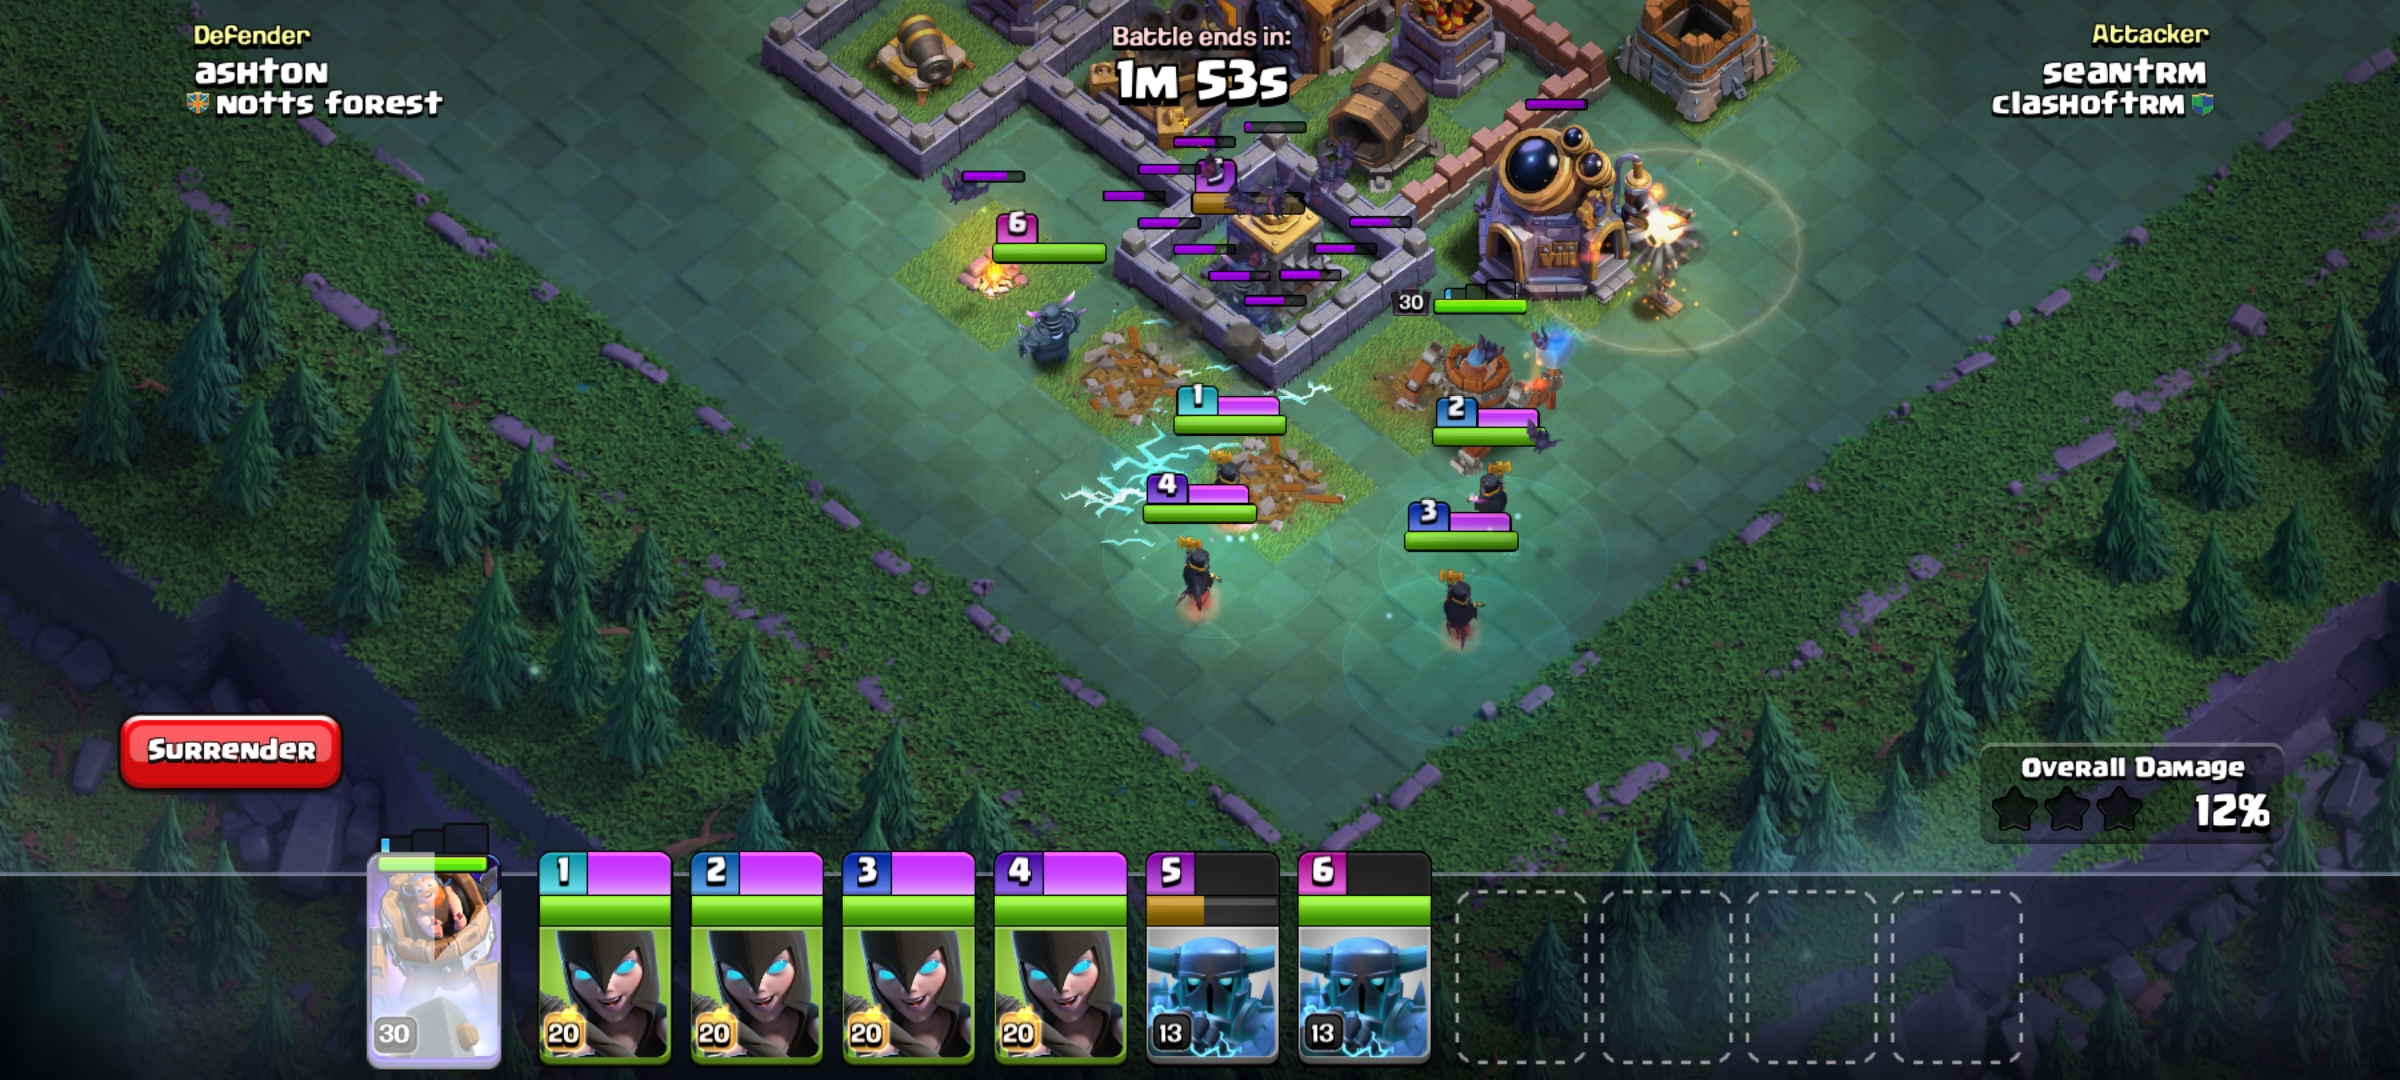 Defender
ashton
notts forest
Battle ends in:
1M 53s
Attacker
seantrm
clashoftrm
6
VIII
30
1
2
4
3
Surrender
Overall Damage
12%
1
2
3
4
5
6
30
20
20
20
20
13
13